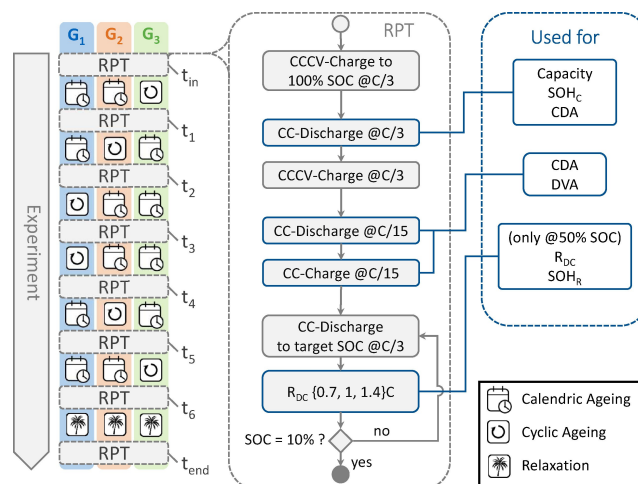 G1 G2 G3
RPT
tin
RPT
t1
RPT
t2
RPT
t3
RPT
t4
RPT
t5
RPT
t6
RPT
tend
Experiment
RPT
CCCV-Charge to
100% SOC @C/3
CC-Discharge @C/3
CCCV-Charge @C/3
CC-Discharge @C/15
CC-Charge @C/15
CC-Discharge
to target SOC @C/3
RDC {0.7, 1, 1.4}C
SOC = 10% ?
no
yes
Used for
Capacity
SOHC
CDA
CDA
DVA
(only @50% SOC)
RDC
SOHR
Calendric Ageing
Cyclic Ageing
Relaxation